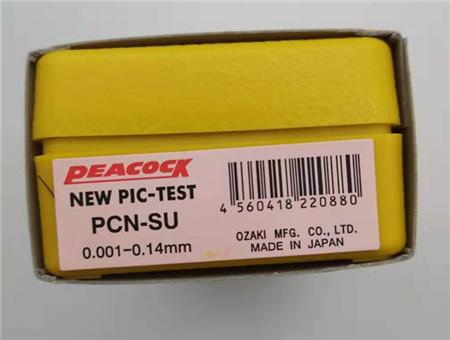 PEACOCK
NEW PIC-TEST
PCN-SU
0.001-0.14mm
4 560418 220880
OZAKI MFG. CO., LTD.
MADE IN JAPAN